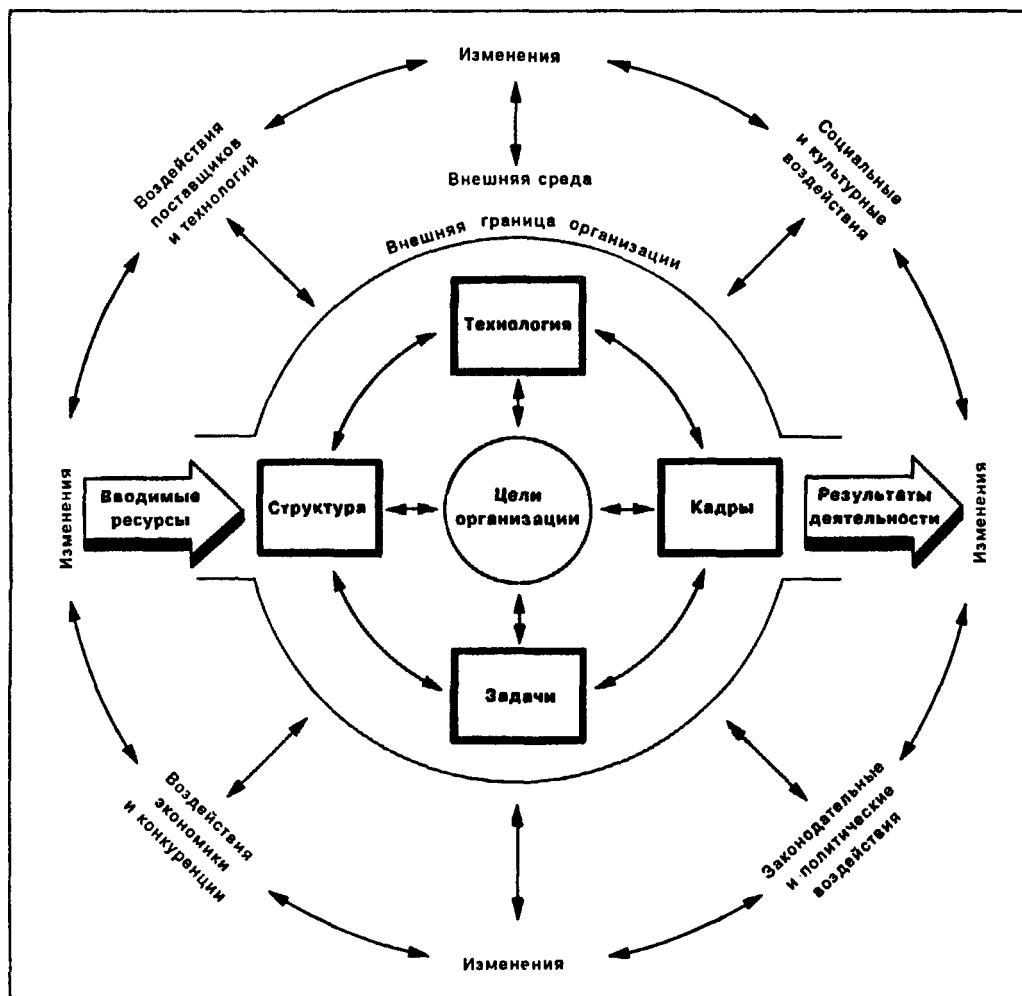 Изменения
Воздействия
поставщиков
и технологий
Социальные
и культурные
воздействия
Внешняя среда
Внешняя граница организации
Технология
Изменения
Вводимые
ресурсы
Структура
Цели
организации
Кадры
Результаты
деятельности
Изменения
Задачи
Воздействия
экономики
и конкуренции
Законодательные
и политические
воздействия
Изменения